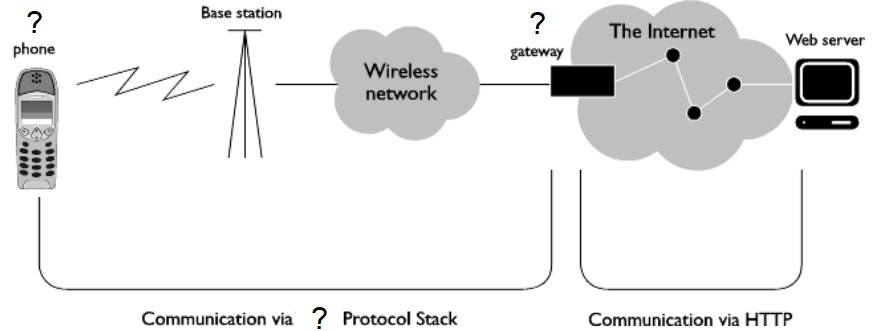 ?
phone
Base station
Wireless
network
?
gateway
The Internet
Web server
Communication via ? Protocol Stack
Communication via HTTP